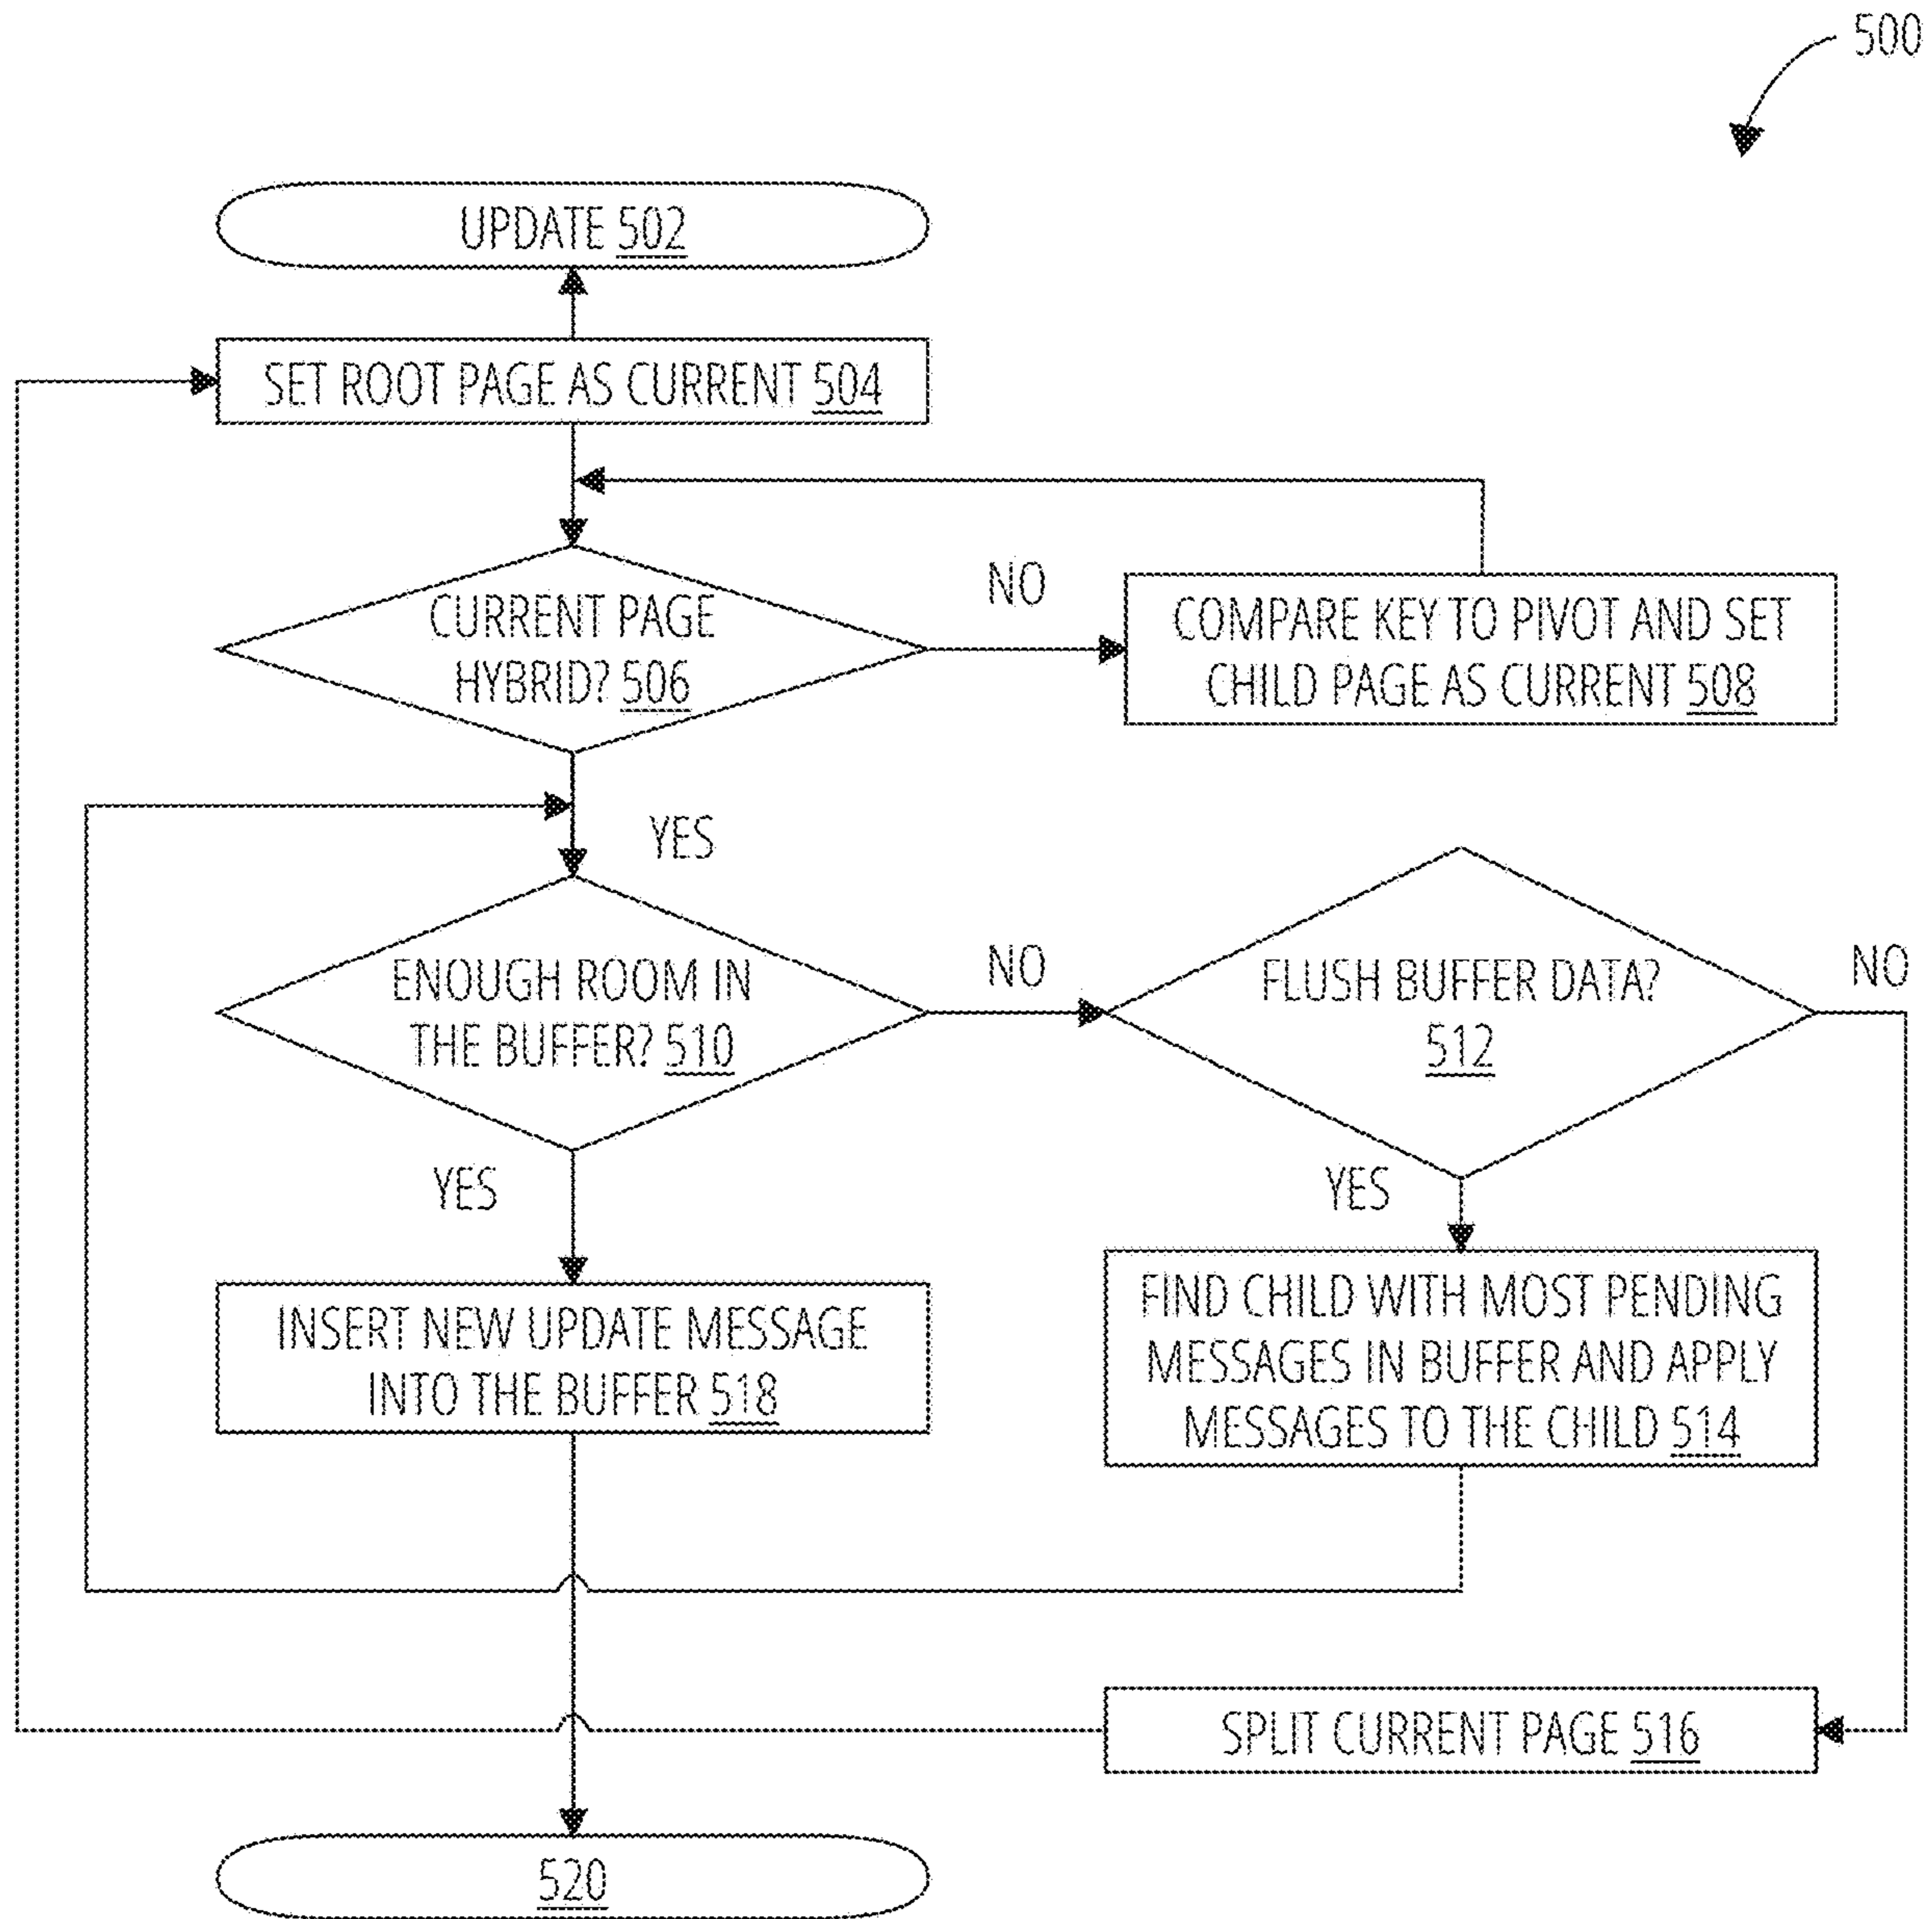 500
UPDATE 502
SET ROOT PAGE AS CURRENT 504
CURRENT PAGE
HYBRID? 506
NO
COMPARE KEY TO PIVOT AND SET
CHILD PAGE AS CURRENT 508
YES
ENOUGH ROOM IN
THE BUFFER? 510
NO
FLUSH BUFFER DATA?
512
NO
YES
YES
INSERT NEW UPDATE MESSAGE
INTO THE BUFFER 518
FIND CHILD WITH MOST PENDING
MESSAGES IN BUFFER AND APPLY
MESSAGES TO THE CHILD 514
SPLIT CURRENT PAGE 516
520